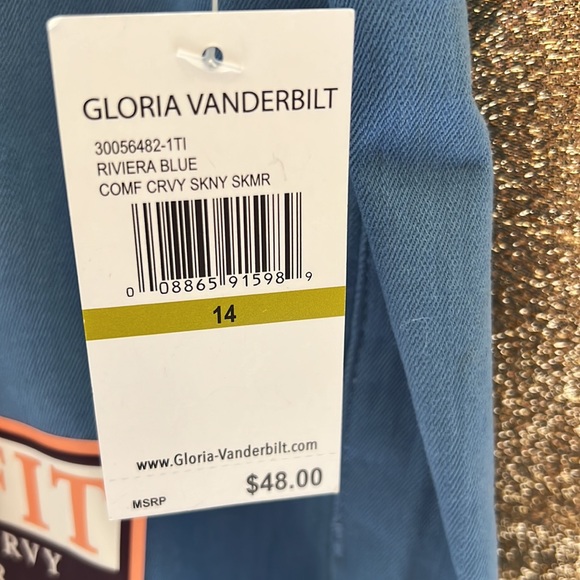 GLORIA VANDERBILT
30056482-1TI
RIVIERA BLUE
COMF CRVY SKNY SKMR
0 08865 91598 9
14
www.Gloria-Vanderbilt.com
MSRP $48.00
FIT
RVY